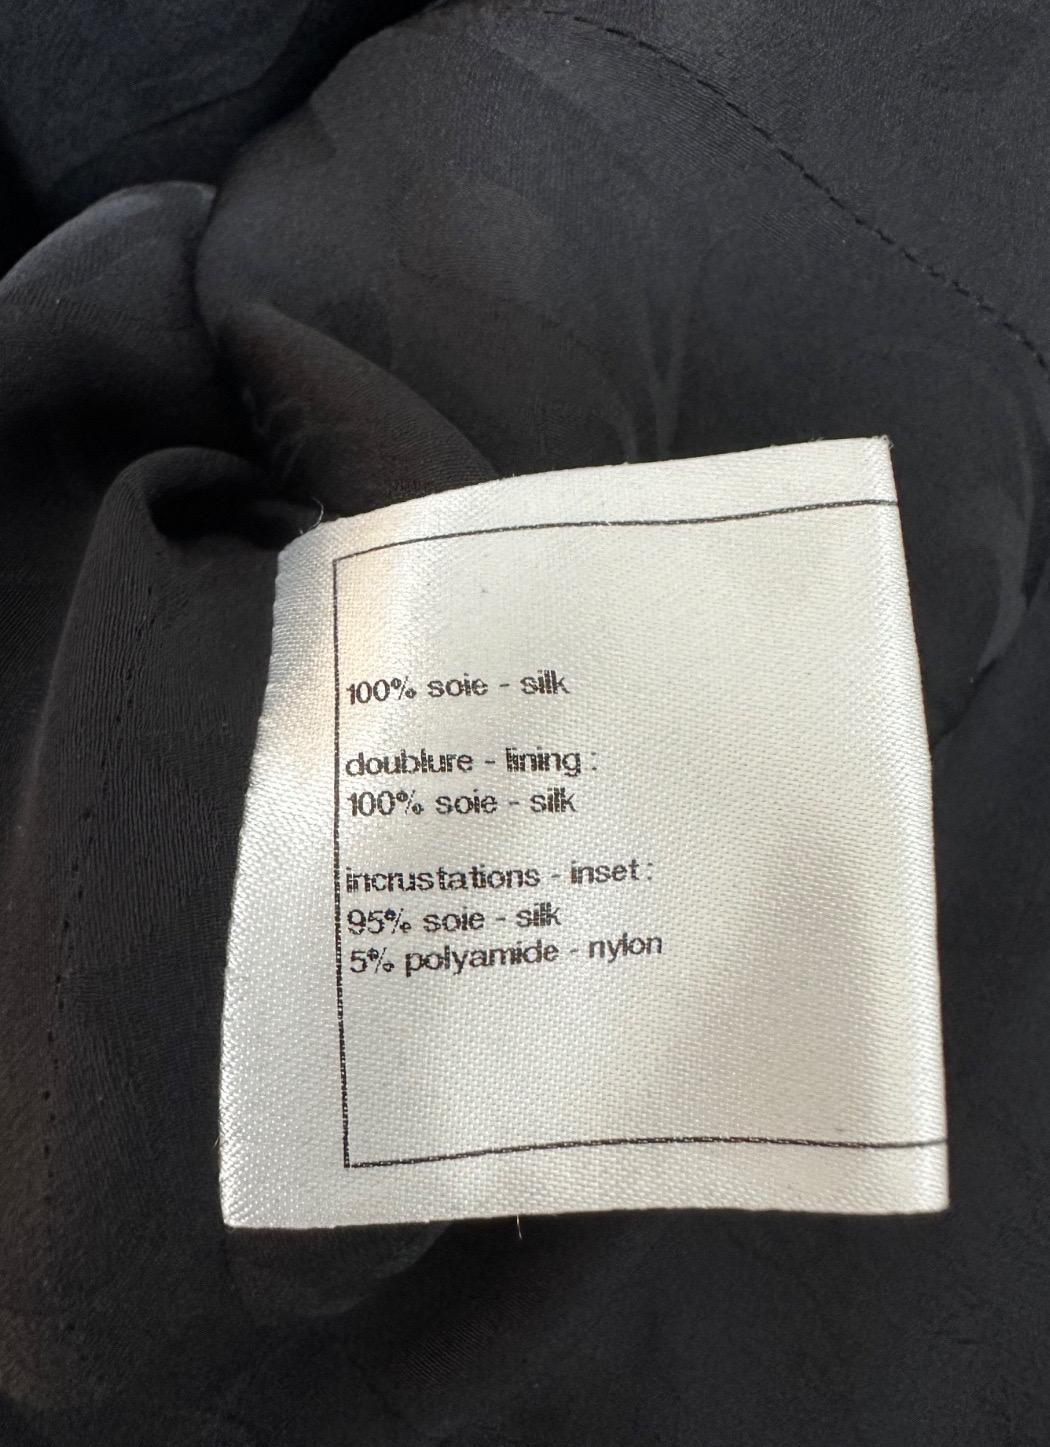 100% soie - silk
doublure - lining :
100% soie - silk
incrustations - inset :
95% soie - silk
5% polyamide - nylon